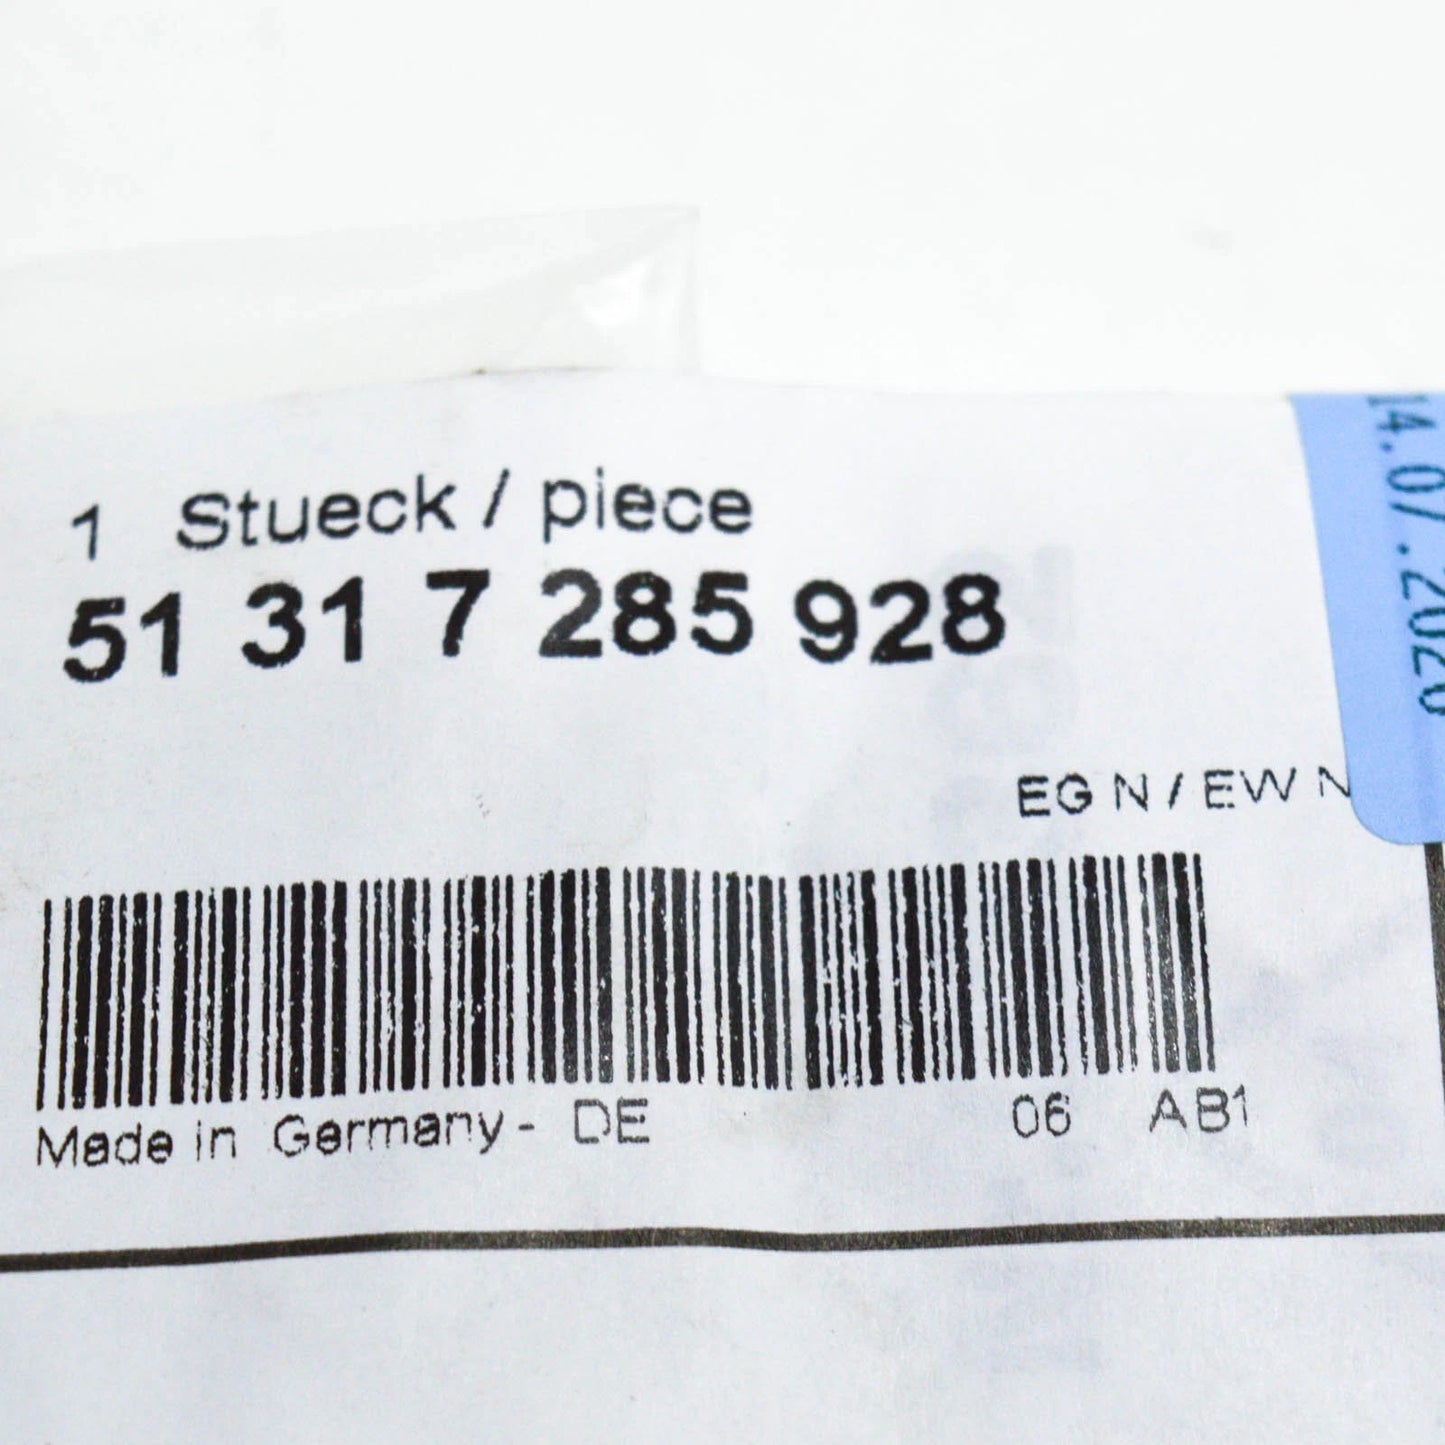 1 Stueck / piece
51 31 7 285 928
14.07.2020
EG N / EW N
Made in Germany - DE 06 AB1